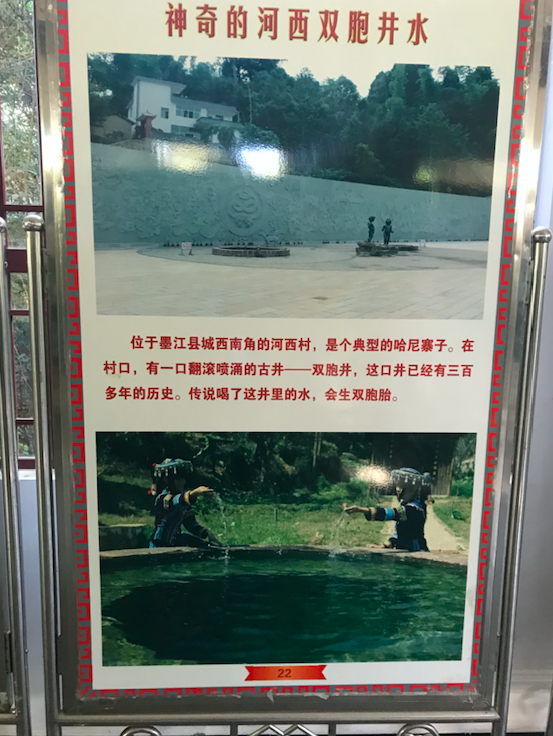 神奇的河西双胞井水
位于墨江县城西南角的河西村，是个典型的哈尼寨子。在
村口，有一口翻滚喷涌的古井——双胞井，这口井已经有三百
多年的历史。传说喝了这井里的水，会生双胞胎。
22